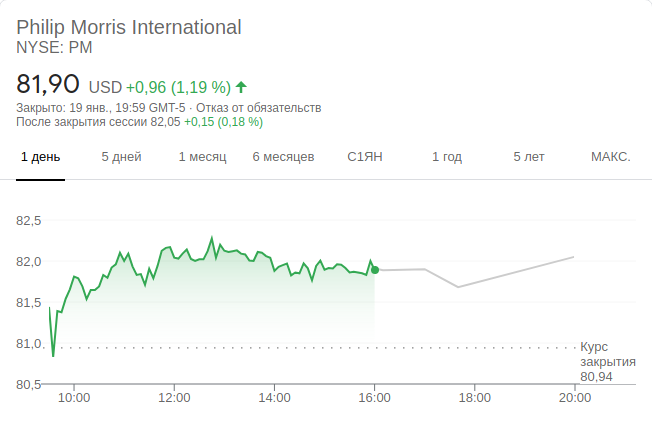 Philip Morris International
NYSE: PM
81,90 USD +0,96 (1,19 %)
Закрыто: 19 янв., 19:59 GMT-5 · Отказ от обязательств
После закрытия сессии 82,05 +0,15 (0,18 %)
1 день 5 дней 1 месяц 6 месяцев С1ЯН 1 год 5 лет МАКС.
82,5
82,0
81,5
81,0
80,5
Курс
закрытия
80,94
10:00 12:00 14:00 16:00 18:00 20:00